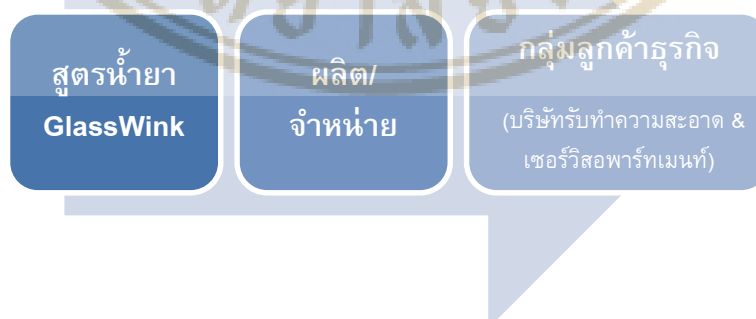 สูตรน้ำยา
GlassWink
ผลิต/
จำหน่าย
กลุ่มลูกค้าธุรกิจ
(บริษัทรับทำความสะอาด &
เซอร์วิสอพาร์ทเมนท์)